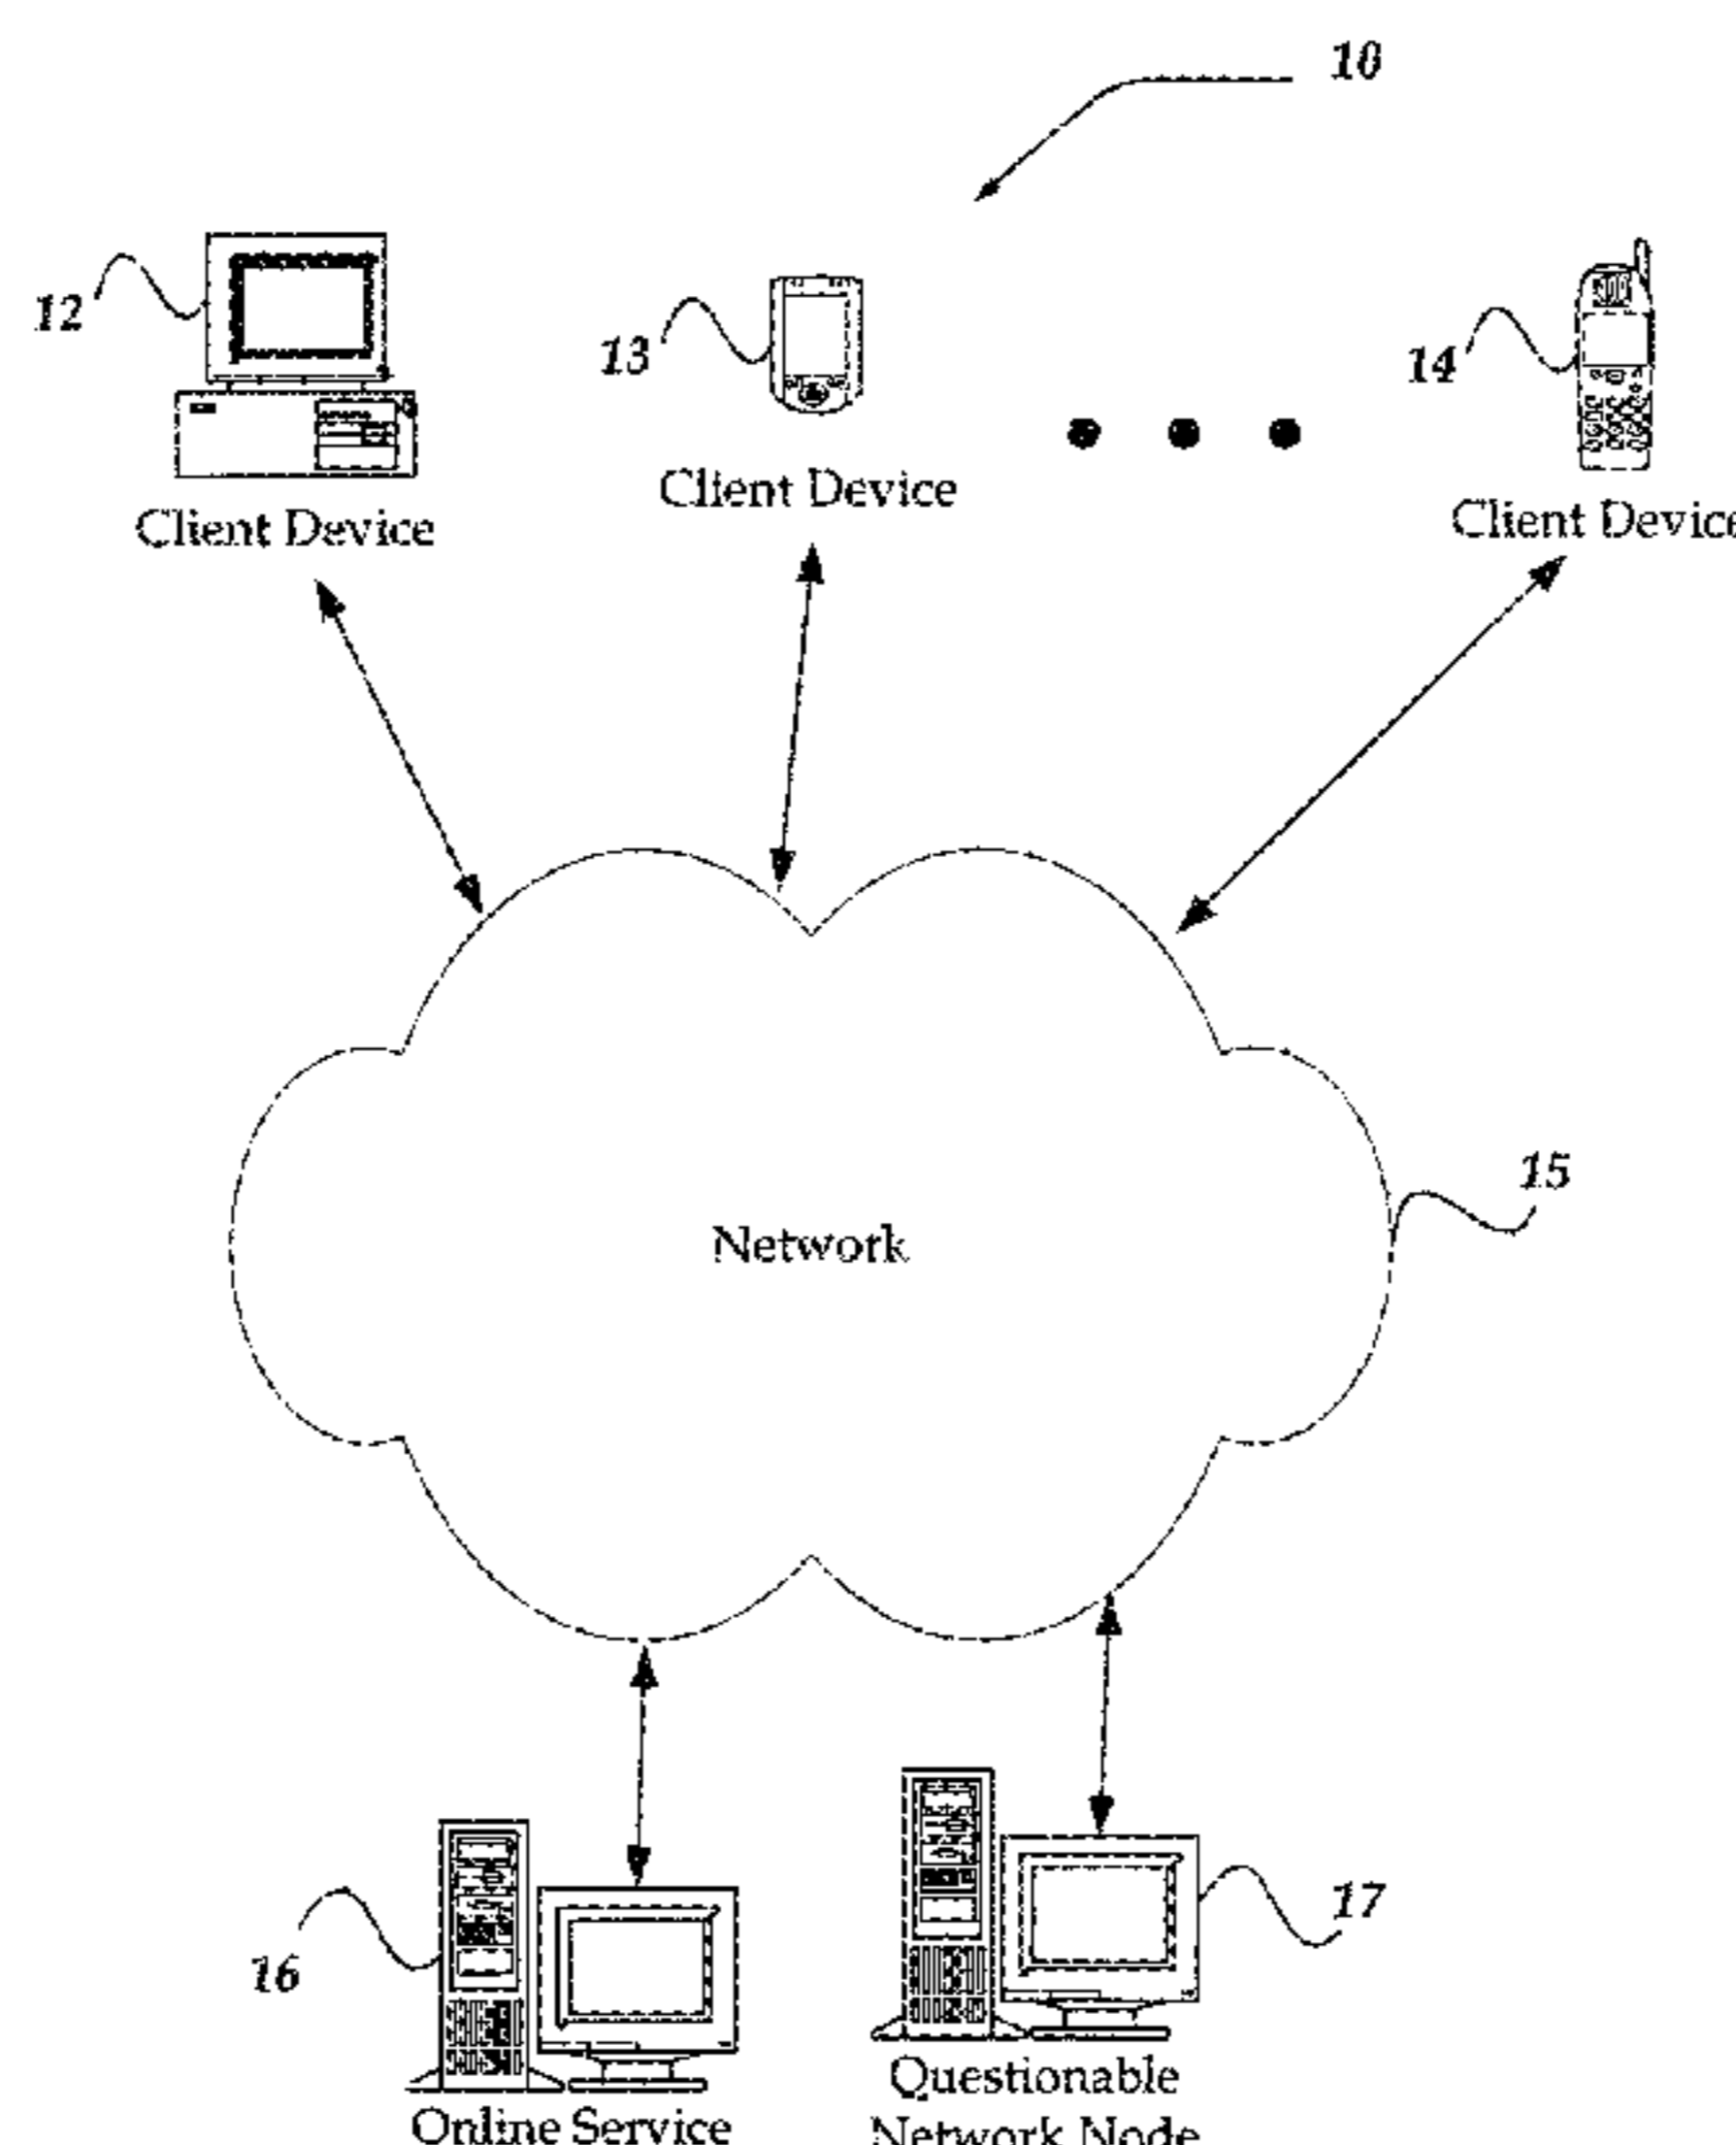 10
12
13
14
Client Device
Client Device
Client Device
15
Network
16
17
Online Service
Questionable
Network Node